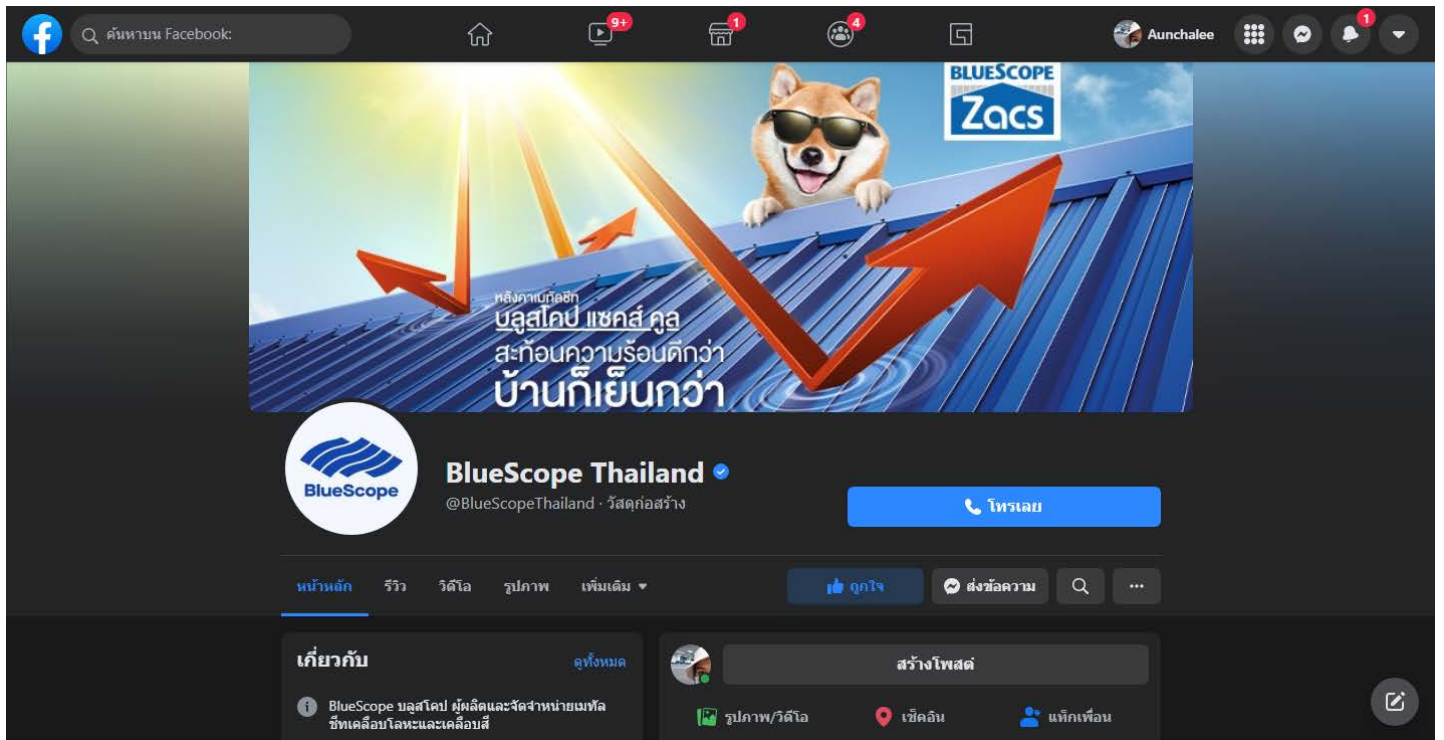 ค้นหาบน Facebook:
9+
1
4
Aunchalee
1
BLUESCOPE
Zacs
หลังคาเมทัลชีท
บลูสโคป แซคส์ คูล
สะท้อนความร้อนดีกว่า
บ้านก็เย็นกว่า
BlueScope
BlueScope Thailand
@BlueScopeThailand · วัสดุก่อสร้าง
โทรเลย
หน้าหลัก รีวิว วิดีโอ รูปภาพ เพิ่มเติม
ถูกใจ ส่งข้อความ
เกี่ยวกับ ดูทั้งหมด
BlueScope บลูสโคป ผู้ผลิตและจัดจำหน่ายเมทัล
ชีทเคลือบโลหะและเคลือบสี
สร้างโพสต์
รูปภาพ/วิดีโอ เช็คอิน แท็กเพื่อน